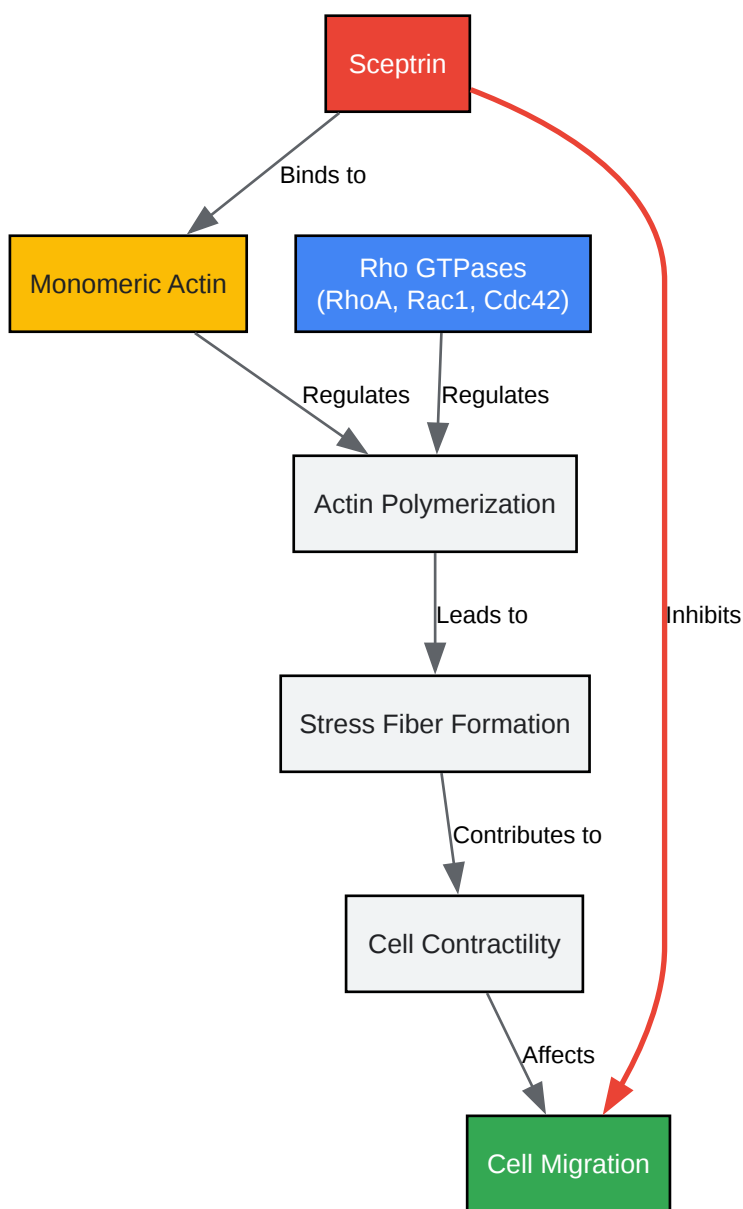 Sceptrin
Binds to
Monomeric Actin
Rho GTPases
(RhoA, Rac1, Cdc42)
Regulates
Regulates
Actin Polymerization
Leads to
Inhibits
Stress Fiber Formation
Contributes to
Cell Contractility
Affects
Cell Migration